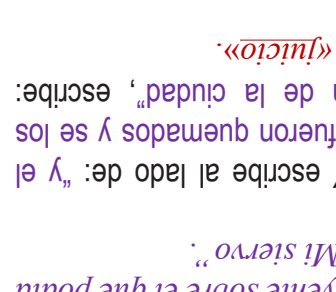 Mi siervo".
escribe al lado de: "y el
fueron quemados y se los
de la ciudad", escribe:
«juicio».